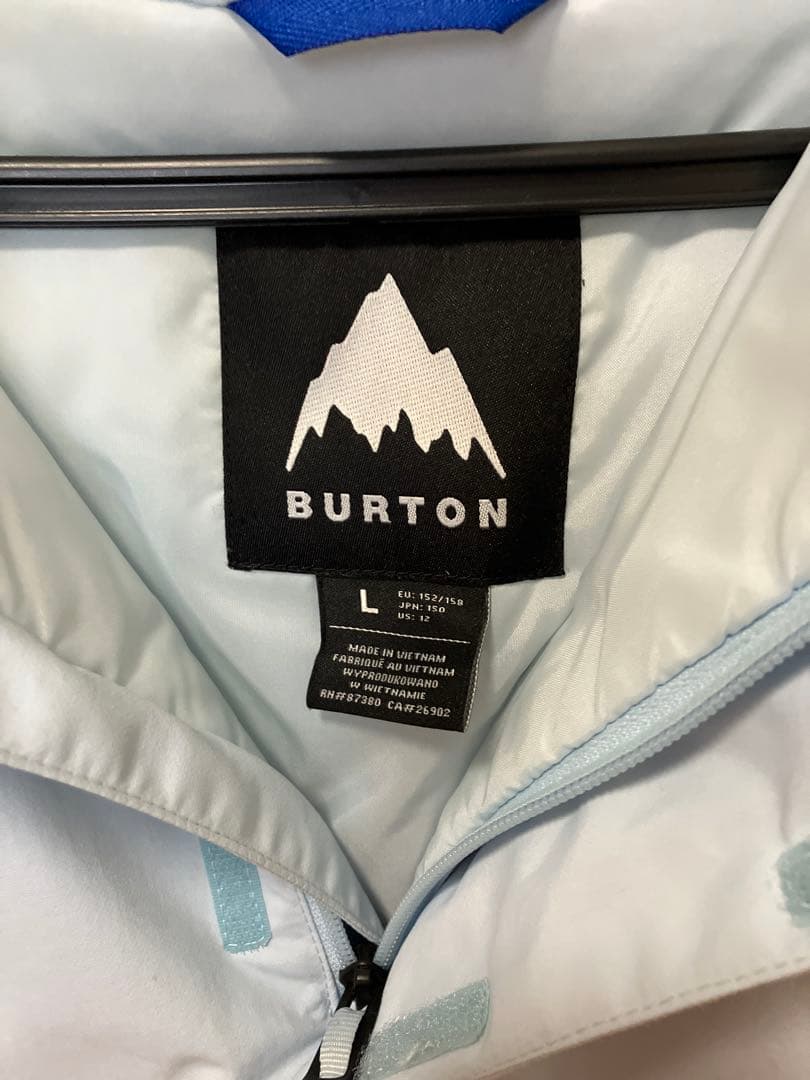 BURTON
L
EU: 152/158
JPN: 150
US: 12
MADE IN VIETNAM
FABRIQUÉ AU VIETNAM
WYPRODUKOWANO
W WIETNAMIE
RN#87380 CA#26902